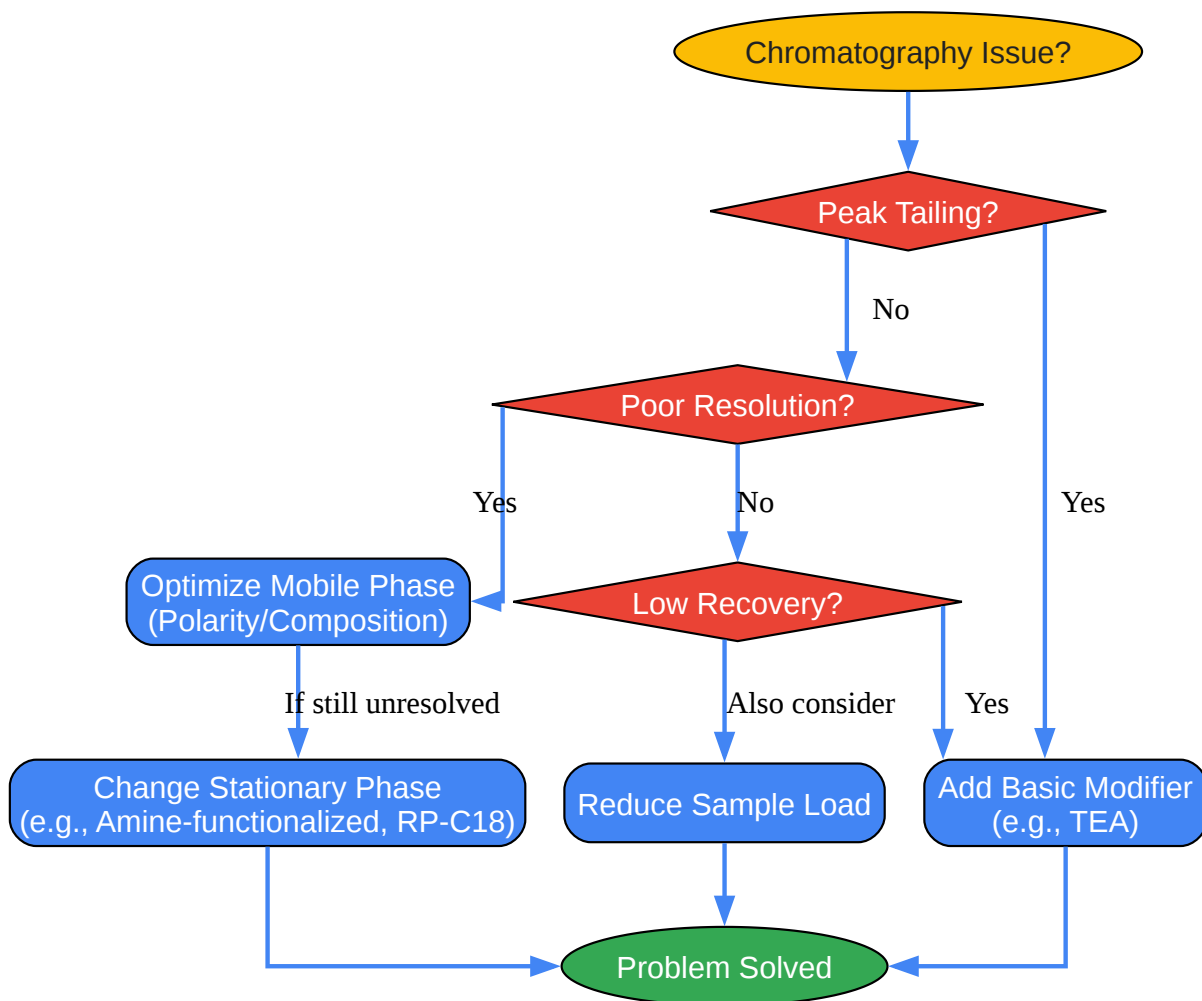 Chromatography Issue?
Peak Tailing?
No
Poor Resolution?
Yes
No
Yes
Optimize Mobile Phase
(Polarity/Composition)
Low Recovery?
If still unresolved
Also consider
Yes
Change Stationary Phase
(e.g., Amine-functionalized, RP-C18)
Reduce Sample Load
Add Basic Modifier
(e.g., TEA)
Problem Solved